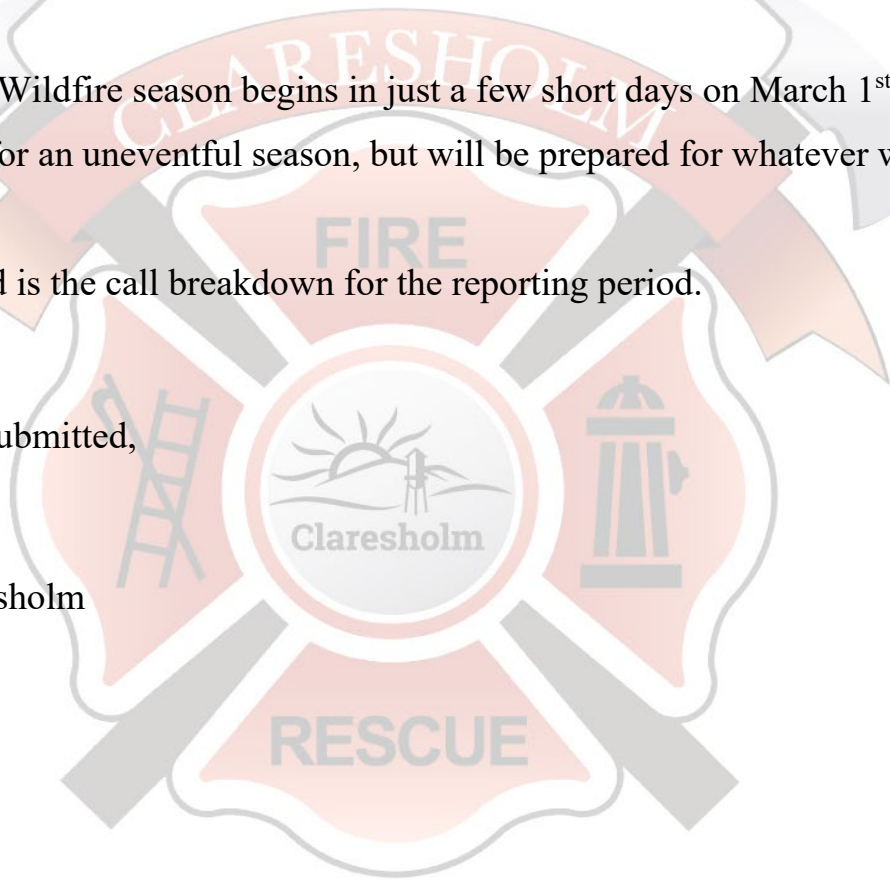 CLARESHOLM
Wildfire season begins in just a few short days on March 1st
or an uneventful season, but will be prepared for whatever w
FIRE
d is the call breakdown for the reporting period.
ubmitted,
Claresholm
sholm
RESCUE